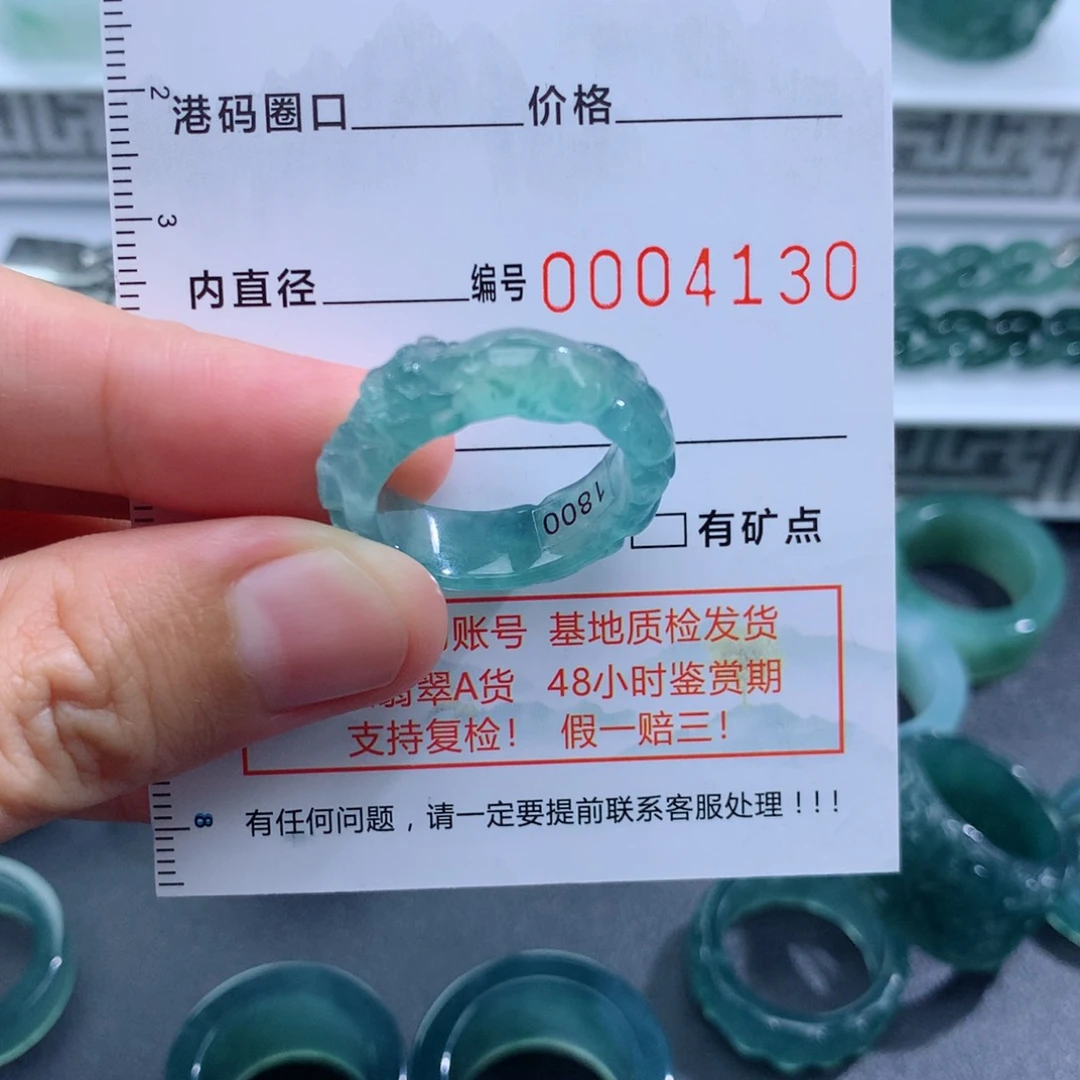 2
港码圈口 价格
3
内直径 编号 0004130
1800
有矿点
账号 基地质检发货
翡翠A货 48小时鉴赏期
支持复检！ 假一赔三！
8
有任何问题，请一定要提前联系客服处理！！！